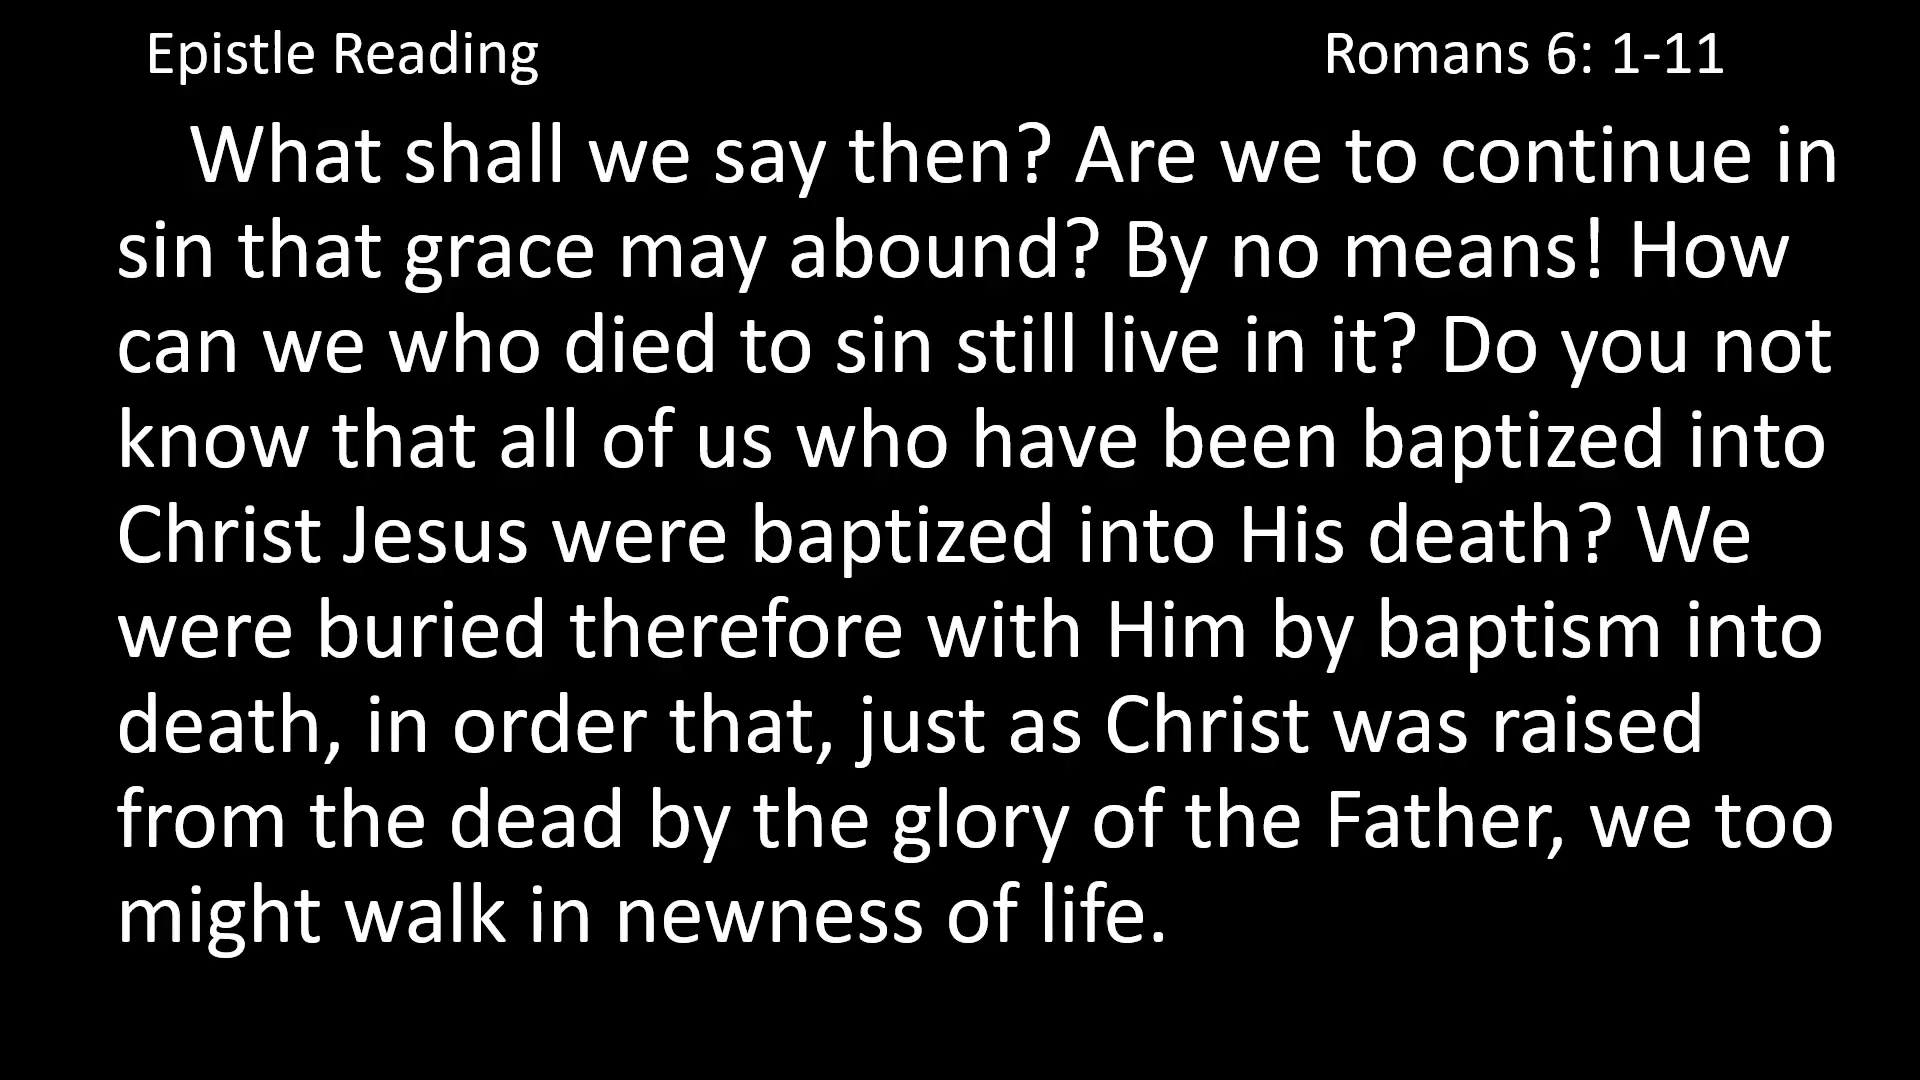 Epistle Reading Romans 6: 1-11
What shall we say then? Are we to continue in
sin that grace may abound? By no means! How
can we who died to sin still live in it? Do you not
know that all of us who have been baptized into
Christ Jesus were baptized into His death? We
were buried therefore with Him by baptism into
death, in order that, just as Christ was raised
from the dead by the glory of the Father, we too
might walk in newness of life.